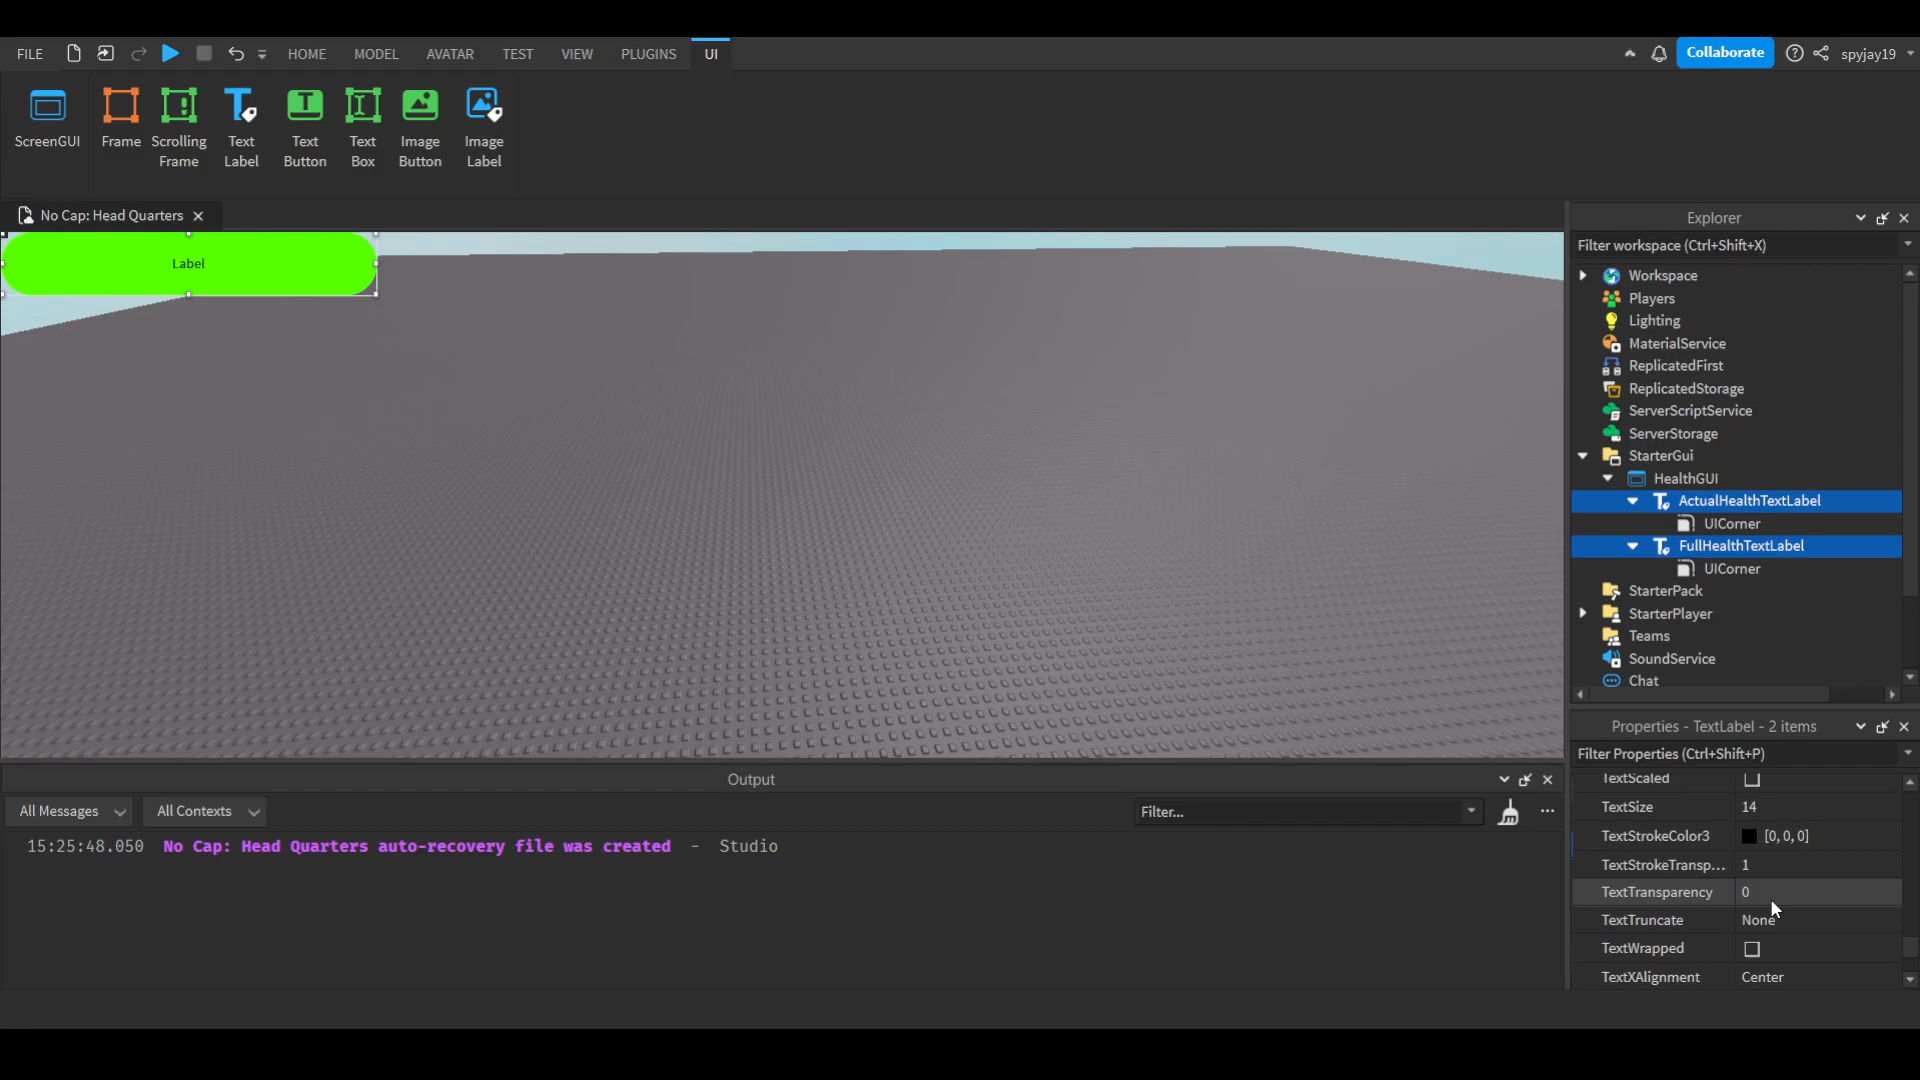 FILE HOME MODEL AVATAR TEST VIEW PLUGINS UI Collaborate spyjay19
ScreenGUI
Frame
Scrolling
Frame
Text
Label
Text
Button
Text
Box
Image
Button
Image
Label
No Cap: Head Quarters
Label
Explorer
Filter workspace (Ctrl+Shift+X)
Workspace
Players
Lighting
MaterialService
ReplicatedFirst
ReplicatedStorage
ServerScriptService
ServerStorage
StarterGui
HealthGUI
ActualHealthTextLabel
UICorner
FullHealthTextLabel
UICorner
StarterPack
StarterPlayer
Teams
SoundService
Chat
Properties - TextLabel - 2 items
Filter Properties (Ctrl+Shift+P)
TextScaled
TextSize 14
TextStrokeColor3 [0, 0, 0]
TextStrokeTransp... 1
TextTransparency 0
TextTruncate None
TextWrapped
TextXAlignment Center
Output
All Messages All Contexts Filter... ...
15:25:48.050 No Cap: Head Quarters auto-recovery file was created - Studio